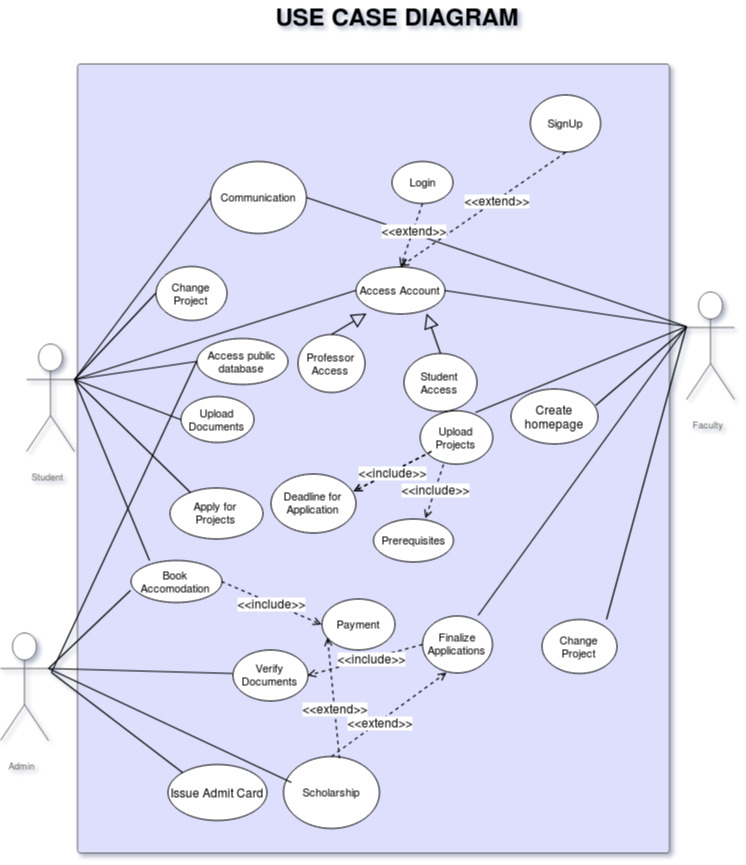 USE CASE DIAGRAM
SignUp
Login
Communication
<<extend>>
<<extend>>
Change
Project
Access Account
Access public
database
Professor
Access
Student
Access
Upload
Documents
Create
homepage
Upload
Projects
Faculty
Student
<<include>>
<<include>>
Deadline for
Application
Apply for
Projects
Prerequisites
Book
Accomodation
<<include>>
Payment
Finalize
Applications
Change
Project
<<include>>
Verify
Documents
<<extend>>
<<extend>>
Admin
Issue Admit Card
Scholarship